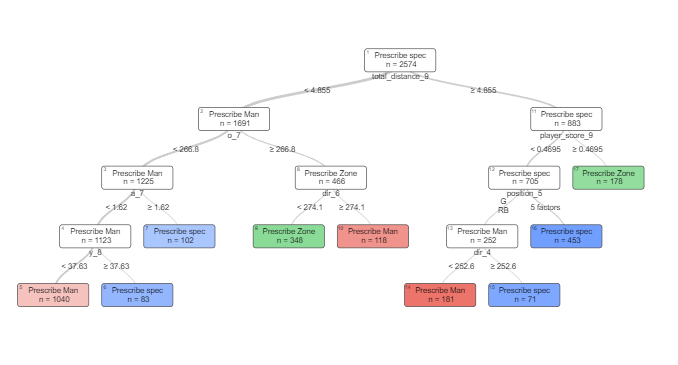 1
Prescribe spec
n = 2574
total_distance_9
< 4.855
≥ 4.855
2
Prescribe Man
n = 1691
o_7
11
Prescribe spec
n = 883
player_score_9
< 266.8
≥ 266.8
< 0.4695
≥ 0.4695
3
Prescribe Man
n = 1225
a_7
8
Prescribe Zone
n = 466
dir_6
12
Prescribe spec
n = 705
position_5
17
Prescribe Zone
n = 178
< 1.62
≥ 1.62
< 274.1
≥ 274.1
G
RB
5 factors
4
Prescribe Man
n = 1123
y_8
7
Prescribe spec
n = 102
9
Prescribe Zone
n = 348
10
Prescribe Man
n = 118
13
Prescribe Man
n = 252
dir_4
16
Prescribe spec
n = 453
< 37.63
≥ 37.63
< 252.6
≥ 252.6
5
Prescribe Man
n = 1040
6
Prescribe spec
n = 83
14
Prescribe Man
n = 181
15
Prescribe spec
n = 71